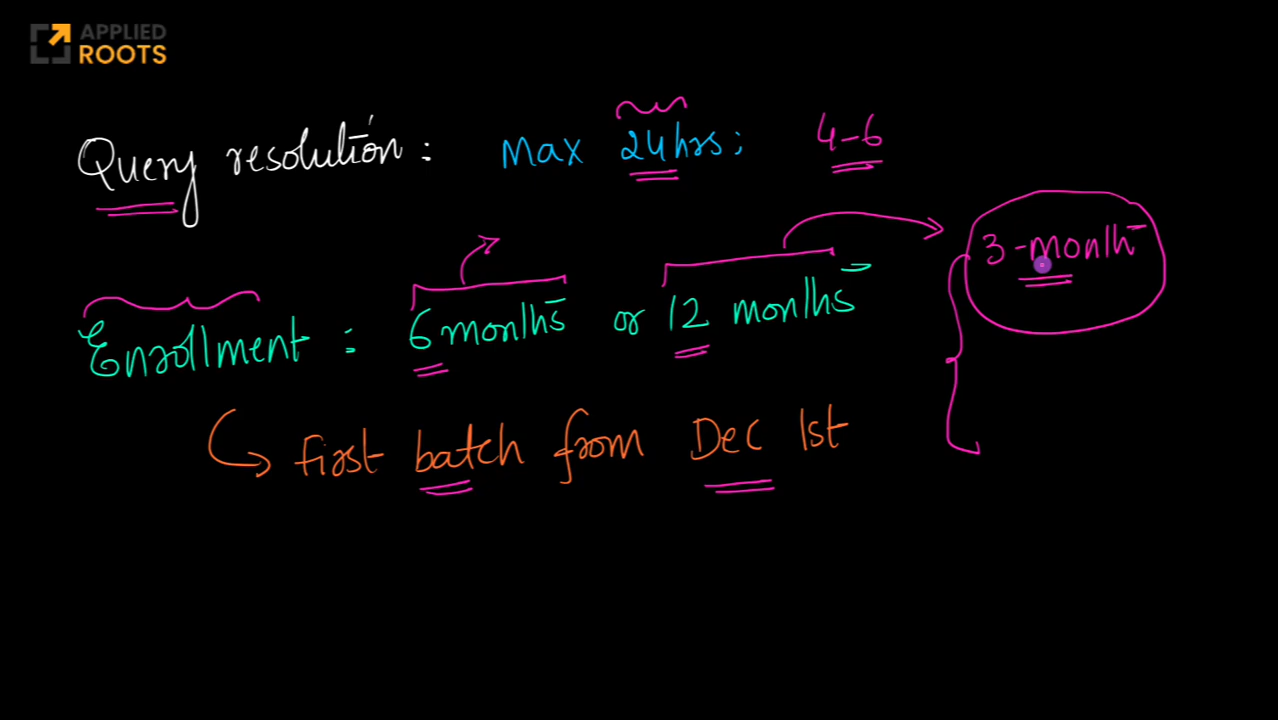 APPLIED
ROOTS
Query resolution: Max 24hrs; 4-6
3-month
Enrollment: 6 months or 12 months
First batch from Dec 1st